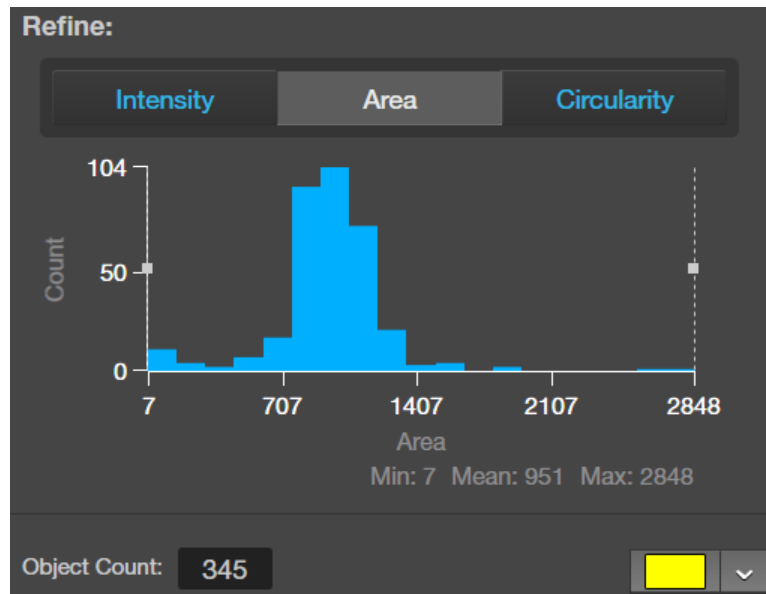 Refine:
Intensity Area Circularity
104
50
0
Count
7 707 1407 2107 2848
Area
Min: 7 Mean: 951 Max: 2848
Object Count: 345